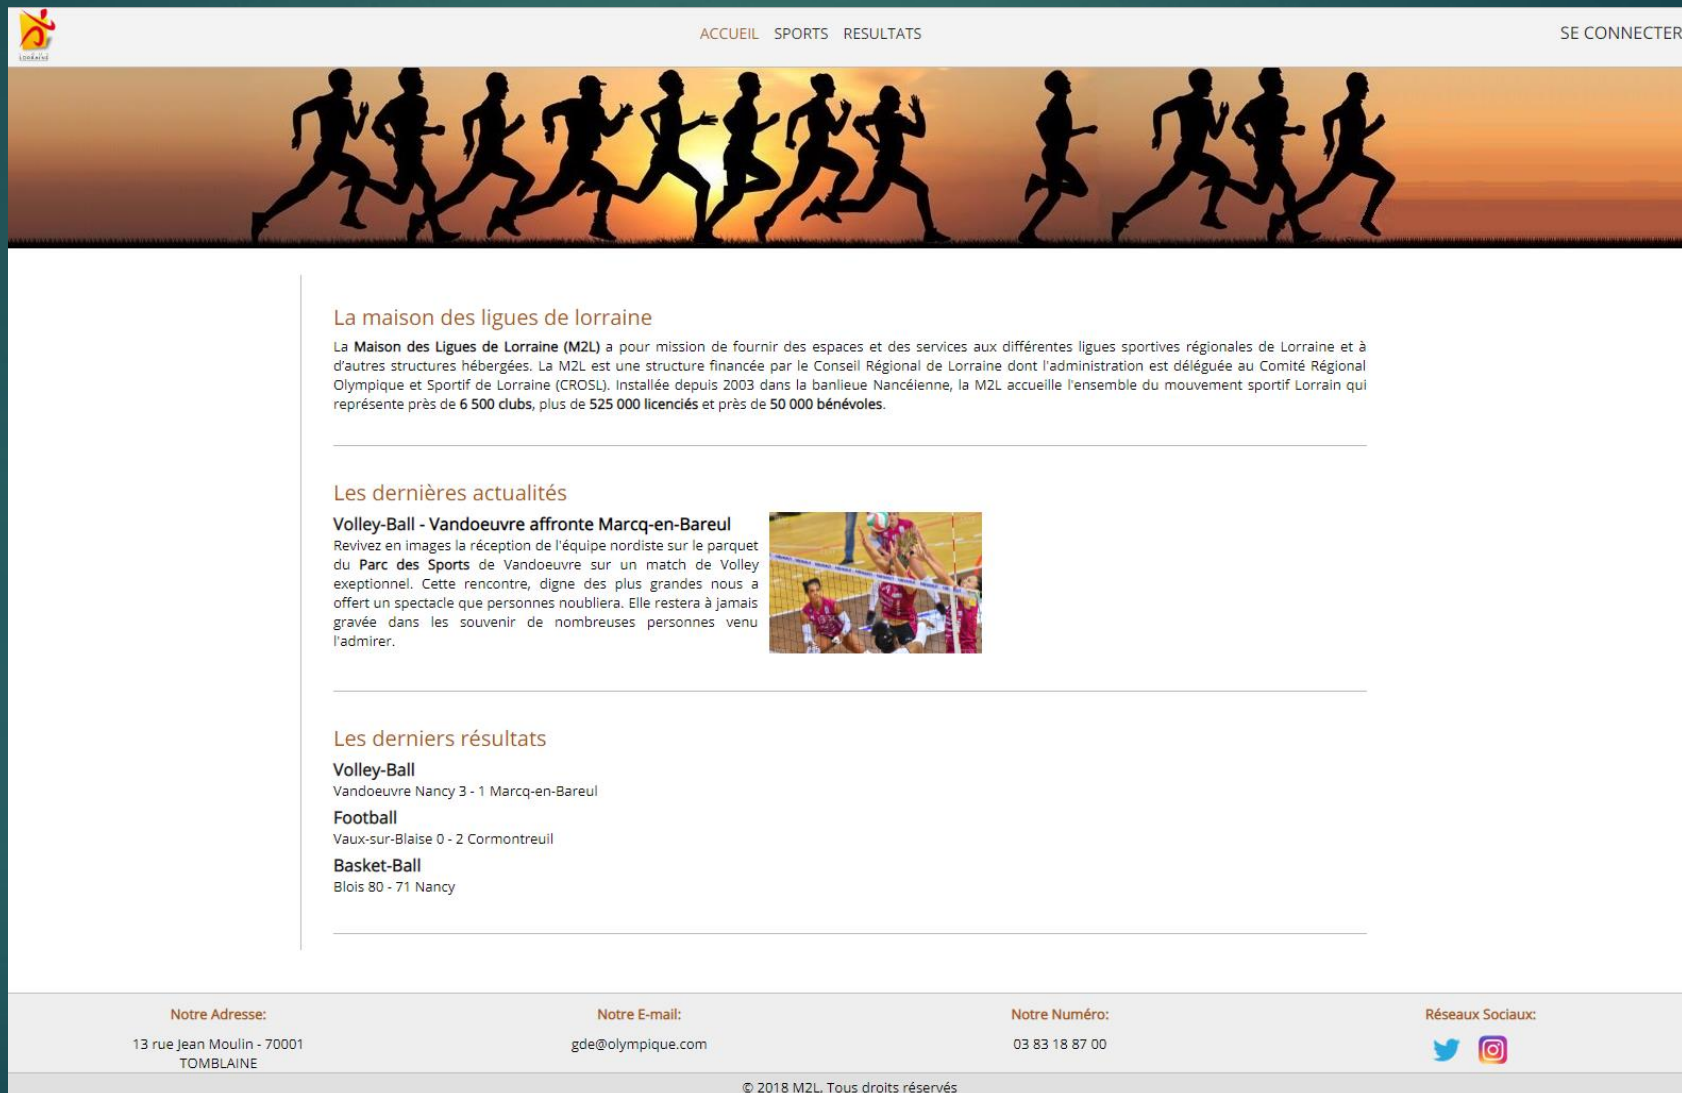 LORRAINE
ACCUEIL SPORTS RESULTATS
SE CONNECTER
La maison des ligues de lorraine
La Maison des Ligues de Lorraine (M2L) a pour mission de fournir des espaces et des services aux différentes ligues sportives régionales de Lorraine et à
d'autres structures hébergées. La M2L est une structure financée par le Conseil Régional de Lorraine dont l'administration est déléguée au Comité Régional
Olympique et Sportif de Lorraine (CROSL). Installée depuis 2003 dans la banlieue Nancéienne, la M2L accueille l'ensemble du mouvement sportif Lorrain qui
représente près de 6 500 clubs, plus de 525 000 licenciés et près de 50 000 bénévoles.
Les dernières actualités
Volley-Ball - Vandoeuvre affronte Marcq-en-Bareul
Revivez en images la réception de l'équipe nordiste sur le parquet
du Parc des Sports de Vandoeuvre sur un match de Volley
exeptionnel. Cette rencontre, digne des plus grandes nous a
offert un spectacle que personnes noubliera. Elle restera à jamais
gravée dans les souvenir de nombreuses personnes venu
l'admirer.
Les derniers résultats
Volley-Ball
Vandoeuvre Nancy 3 - 1 Marcq-en-Bareul
Football
Vaux-sur-Blaise 0 - 2 Cormontreuil
Basket-Ball
Blois 80 - 71 Nancy
Notre Adresse:
13 rue Jean Moulin - 70001
TOMBLAINE
Notre E-mail:
gde@olympique.com
Notre Numéro:
03 83 18 87 00
Réseaux Sociaux:
© 2018 M2L. Tous droits réservés